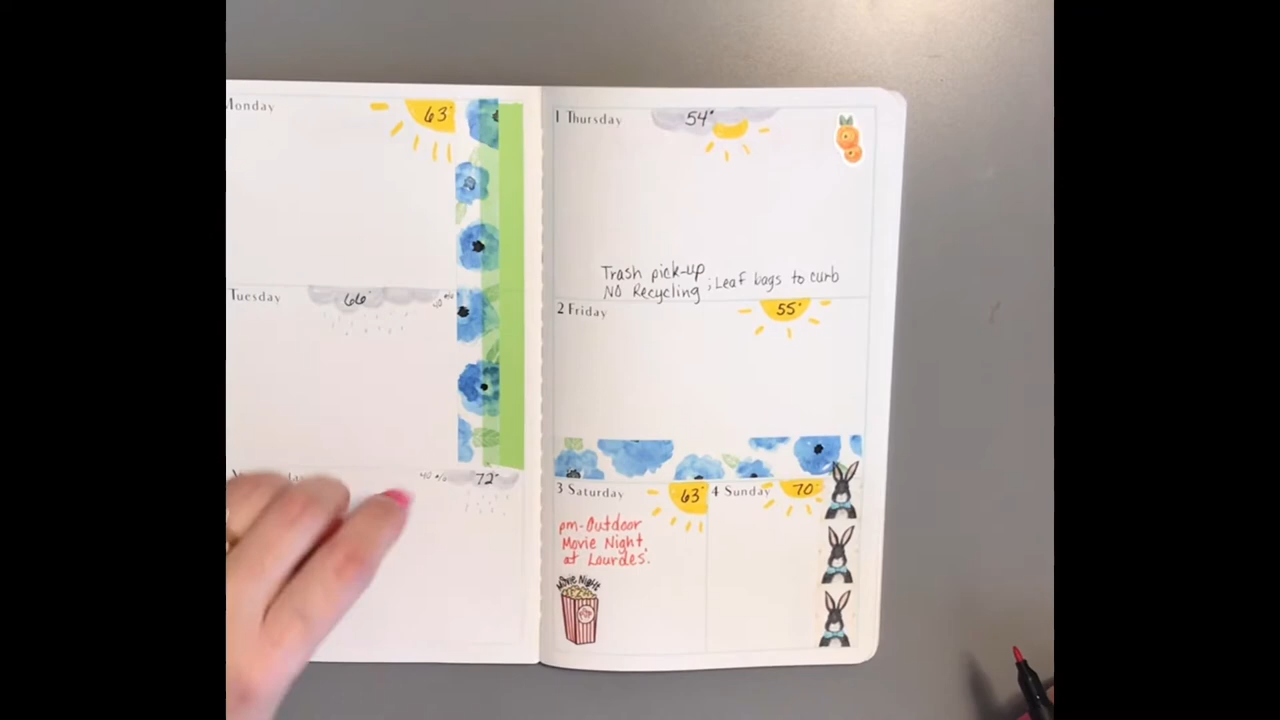 Monday
63°
Tuesday
66°
72°
40 %
1 Thursday
54°
Trash pick-up
NO Recycling ; Leaf bags to curb
2 Friday
55°
3 Saturday
63°
pm-Outdoor
Movie Night
at Lourdes.
Movie Night
4 Sunday
70°